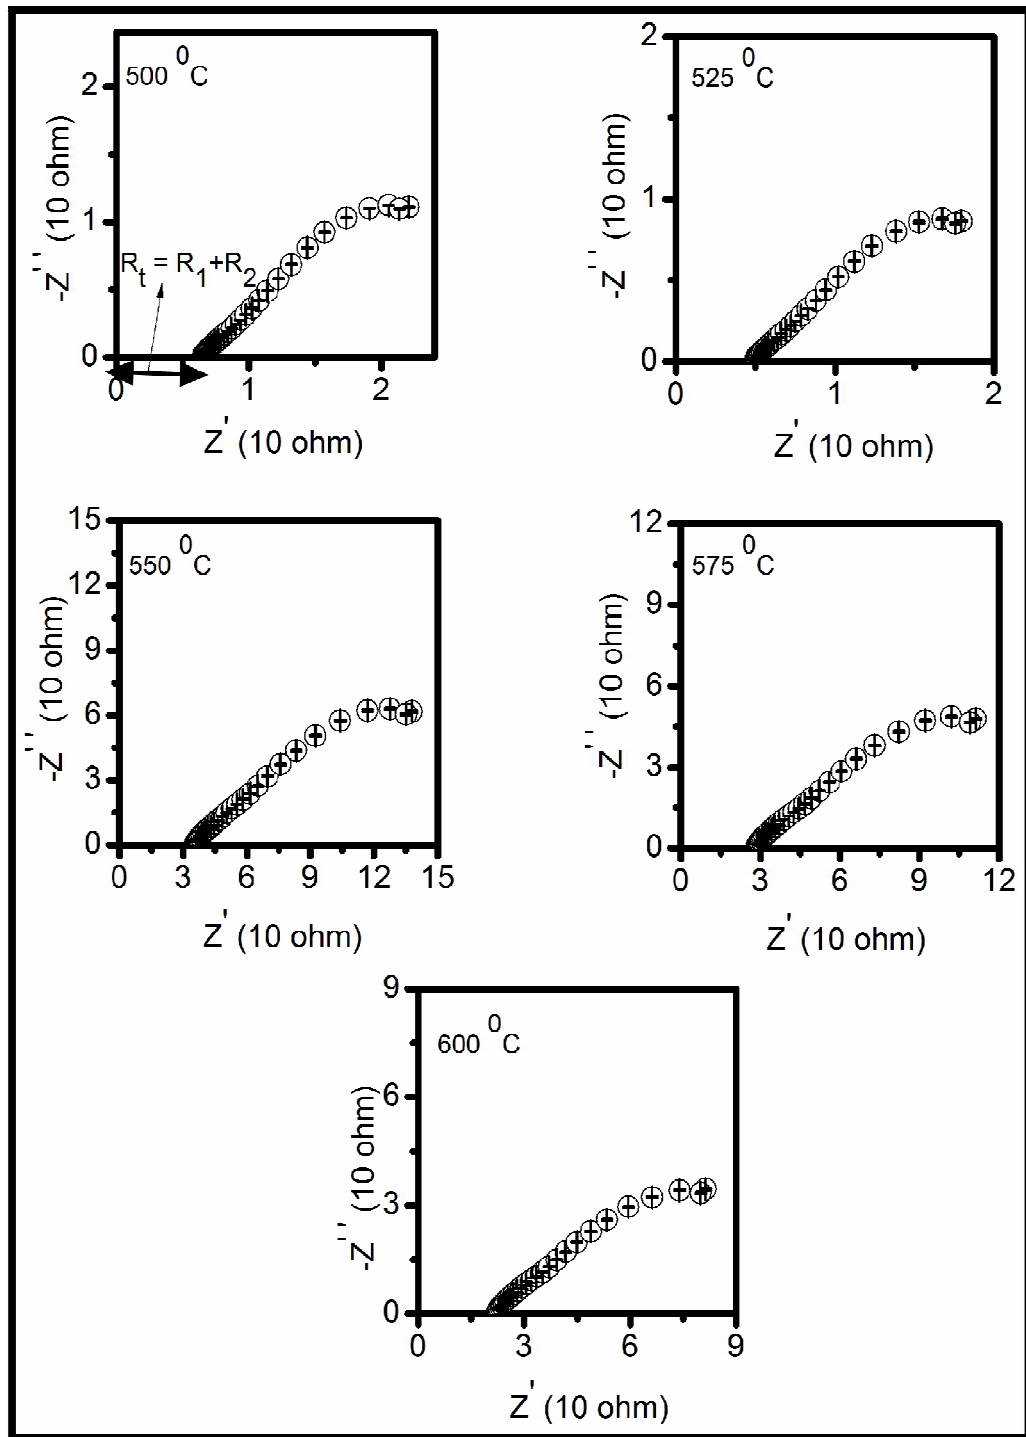 500 ⁰C
2
1
0
-Z'' (10 ohm)
Rt = R1+R2
0 1 2
Z' (10 ohm)
525 ⁰C
2
1
0
-Z'' (10 ohm)
0 1 2
Z' (10 ohm)
550 ⁰C
15
12
9
6
3
0
-Z'' (10 ohm)
0 3 6 9 12 15
Z' (10 ohm)
575 ⁰C
12
9
6
3
0
-Z'' (10 ohm)
0 3 6 9 12
Z' (10 ohm)
600 ⁰C
9
6
3
0
-Z'' (10 ohm)
0 3 6 9
Z' (10 ohm)